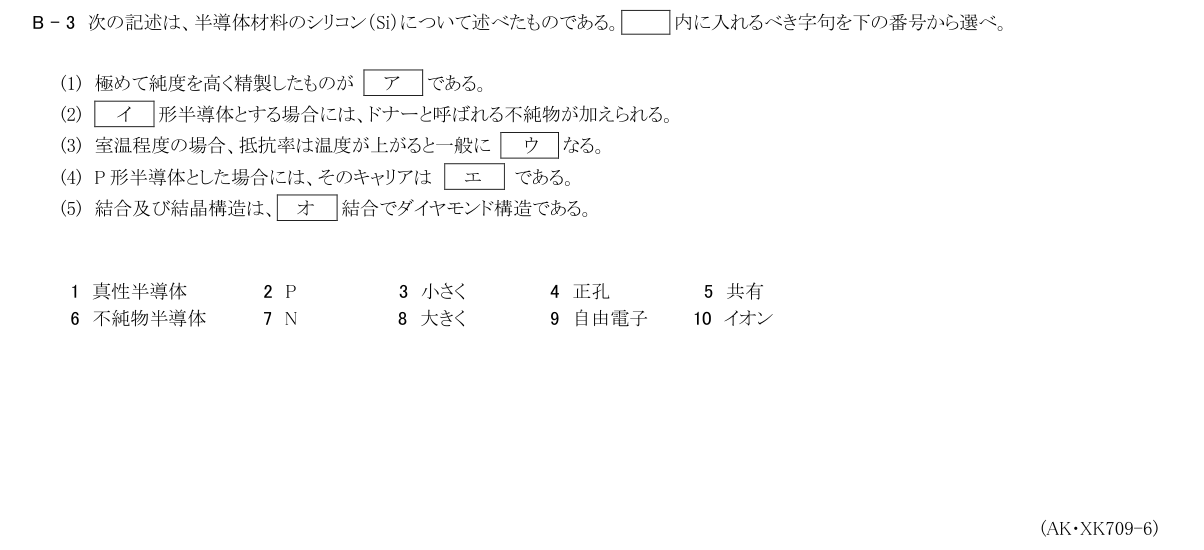 B－3 次の記述は、半導体材料のシリコン(Si)について述べたものである。内に入れるべき字句を下の番号から選べ。
(1) 極めて純度を高く精製したものが ア である。
(2) イ 形半導体とする場合には、ドナーと呼ばれる不純物が加えられる。
(3) 室温程度の場合、抵抗率は温度が上がると一般に ウ なる。
(4) P 形半導体とした場合には、そのキャリアは エ である。
(5) 結合及び結晶構造は、オ 結合でダイヤモンド構造である。
1 真性半導体 2 P 3 小さく 4 正孔 5 共有
6 不純物半導体 7 N 8 大きく 9 自由電子 10 イオン
(AK・XK709-6)